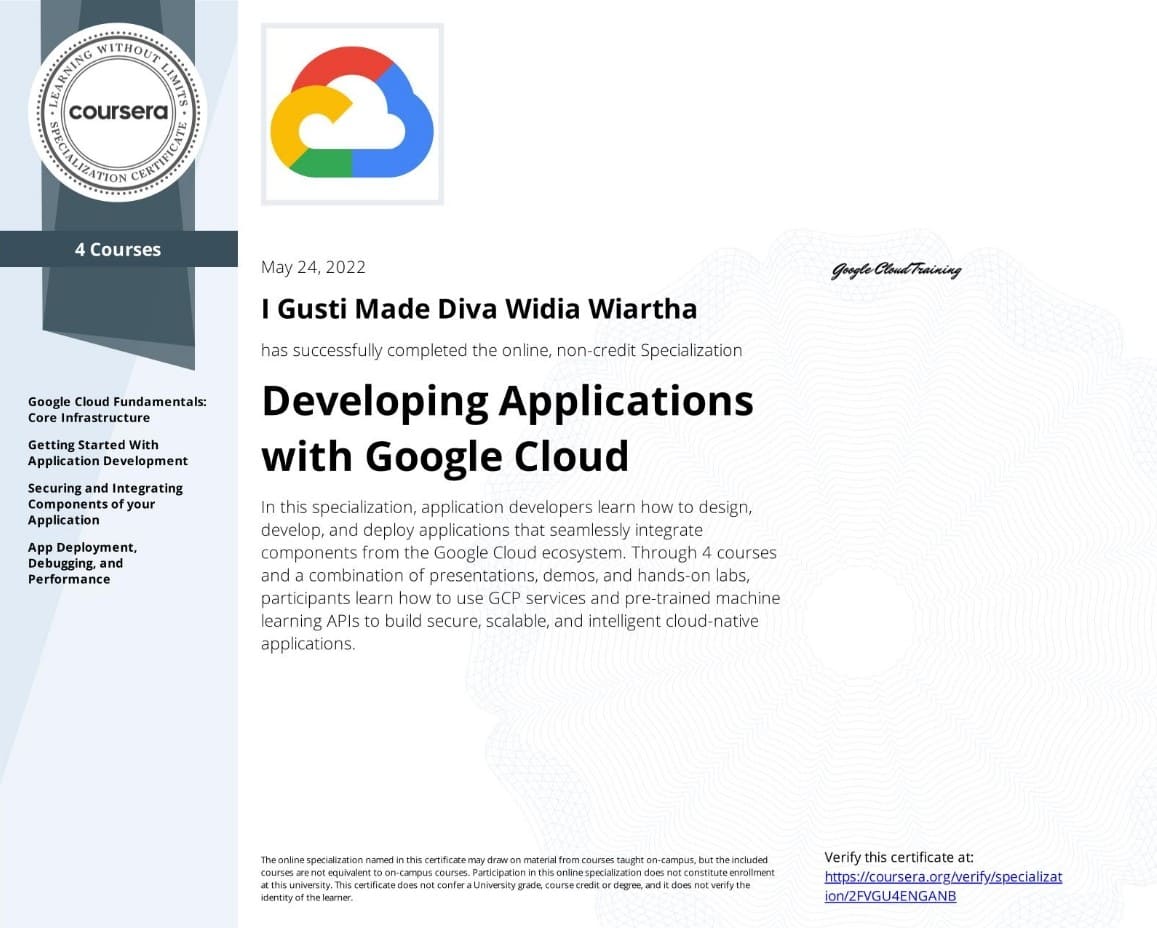 LEARNING WITHOUT LIMITS
coursera
SPECIALIZATION CERTIFICATE
4 Courses
Google Cloud Fundamentals:
Core Infrastructure
Getting Started With
Application Development
Securing and Integrating
Components of your
Application
App Deployment,
Debugging, and
Performance
May 24, 2022
I Gusti Made Diva Widia Wiartha
has successfully completed the online, non-credit Specialization
Developing Applications
with Google Cloud
In this specialization, application developers learn how to design,
develop, and deploy applications that seamlessly integrate
components from the Google Cloud ecosystem. Through 4 courses
and a combination of presentations, demos, and hands-on labs,
participants learn how to use GCP services and pre-trained machine
learning APIs to build secure, scalable, and intelligent cloud-native
applications.
Google Cloud Training
The online specialization named in this certificate may draw on material from courses taught on-campus, but the included
courses are not equivalent to on-campus courses. Participation in this online specialization does not constitute enrollment
at this university. This certificate does not confer a University grade, course credit or degree, and it does not verify the
identity of the learner.
Verify this certificate at:
https://coursera.org/verify/specializat
ion/2FVGU4ENGANB